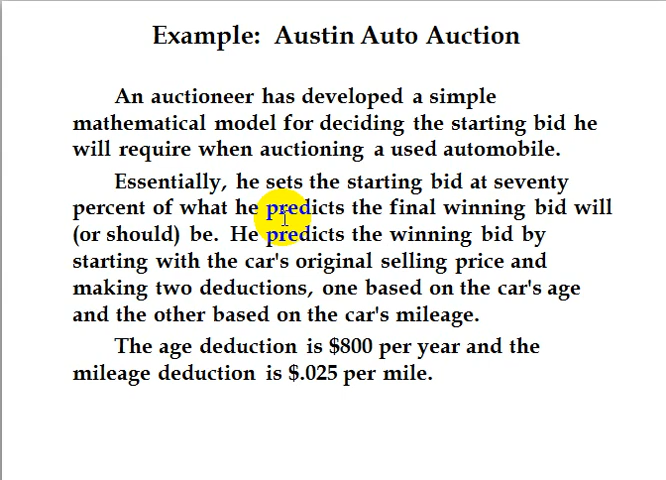 Example:  Austin Auto Auction
An auctioneer has developed a simple
mathematical model for deciding the starting bid he
will require when auctioning a used automobile.
Essentially, he sets the starting bid at seventy
percent of what he predicts the final winning bid will
(or should) be.  He predicts the winning bid by
starting with the car's original selling price and
making two deductions, one based on the car's age
and the other based on the car's mileage.
The age deduction is $800 per year and the
mileage deduction is $.025 per mile.